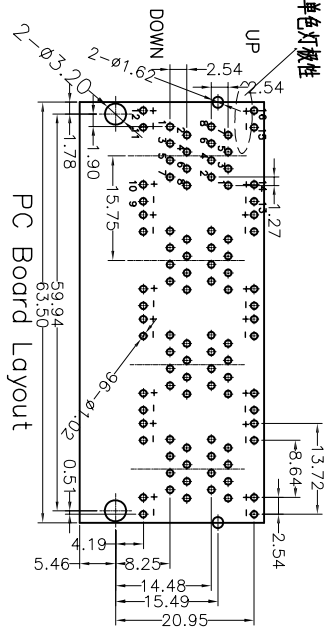 单色灯极性
UP
DOWN
2-ø1.62
2-ø3.20
2.54
2.54
1.27
1.90
1.78
15.75
10 9
96-ø1.02
59.94
63.50
0.51
13.72
8.64
2.54
4.19
8.25
5.46
14.48
15.49
20.95
PC Board Layout